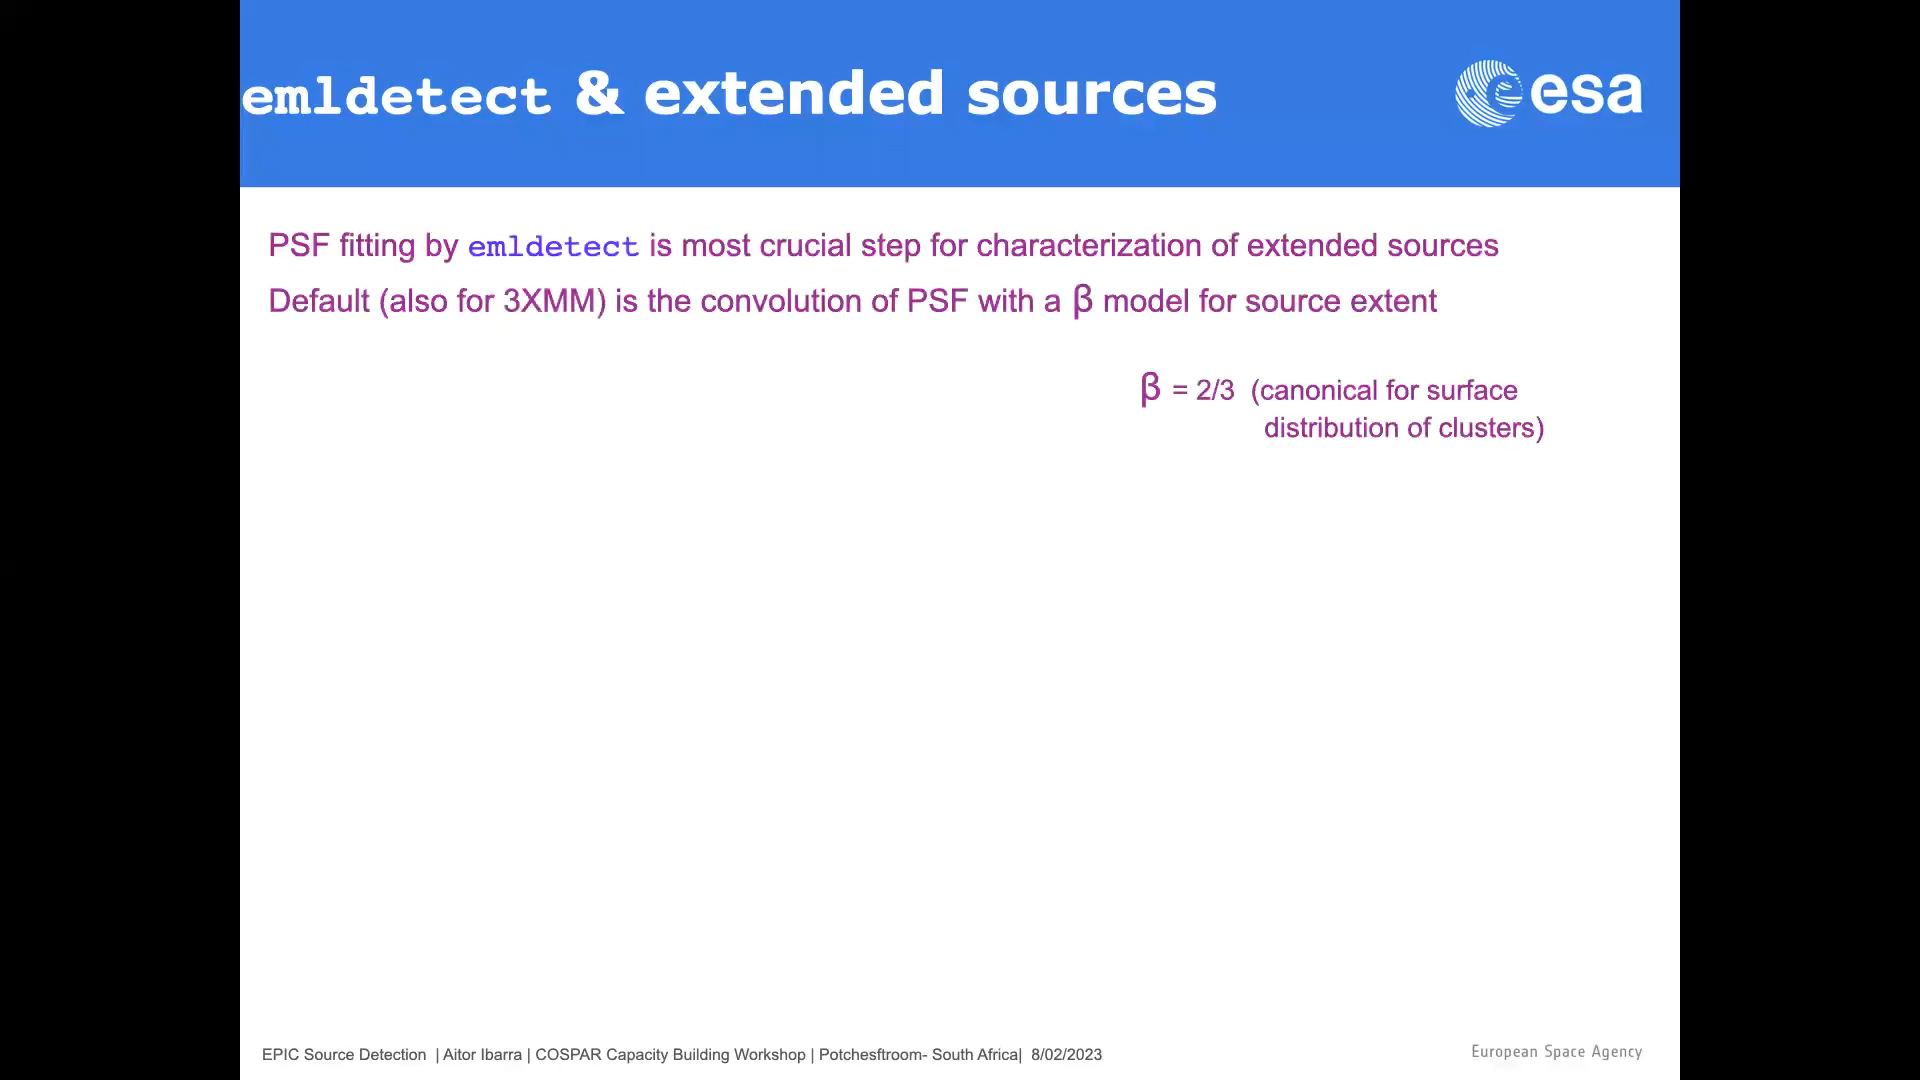 emldetect & extended sources
esa
PSF fitting by emldetect is most crucial step for characterization of extended sources
Default (also for 3XMM) is the convolution of PSF with a β model for source extent
β = 2/3 (canonical for surface
distribution of clusters)
EPIC Source Detection | Aitor Ibarra | COSPAR Capacity Building Workshop | Potchesftroom- South Africa| 8/02/2023
European Space Agency